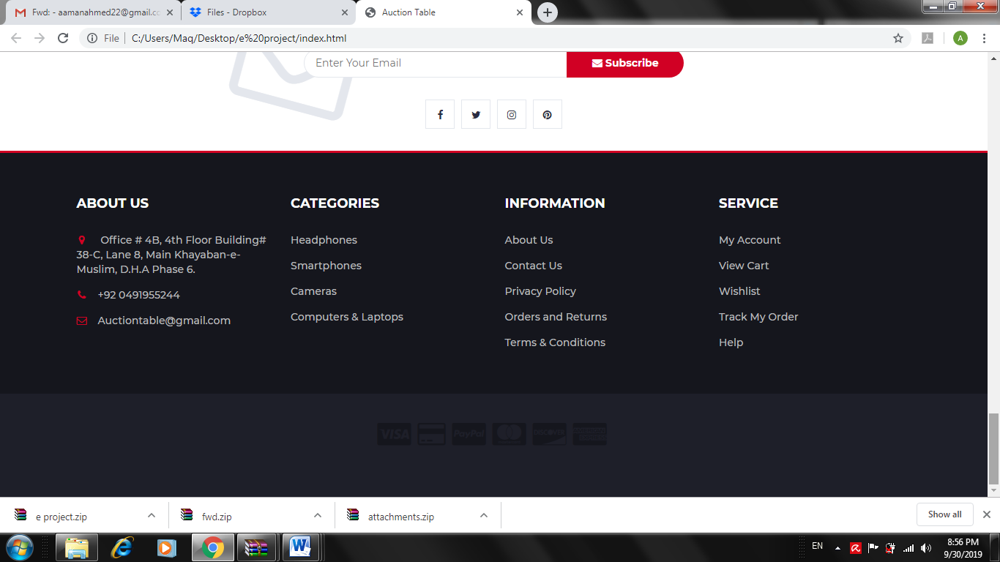 Fwd: - aamanahmed22@gmail.cc
Files - Dropbox
Auction Table
File
C:/Users/Maq/Desktop/e%20project/index.html
A
Enter Your Email
Subscribe
ABOUT US
Office # 4B, 4th Floor Building#
38-C, Lane 8, Main Khayaban-e-
Muslim, D.H.A Phase 6.
+92 0491955244
Auctiontable@gmail.com
CATEGORIES
Headphones
Smartphones
Cameras
Computers & Laptops
INFORMATION
About Us
Contact Us
Privacy Policy
Orders and Returns
Terms & Conditions
SERVICE
My Account
View Cart
Wishlist
Track My Order
Help
VISA
PayPal
DISCOVER
e project.zip
fwd.zip
attachments.zip
Show all
EN
8:56 PM
9/30/2019